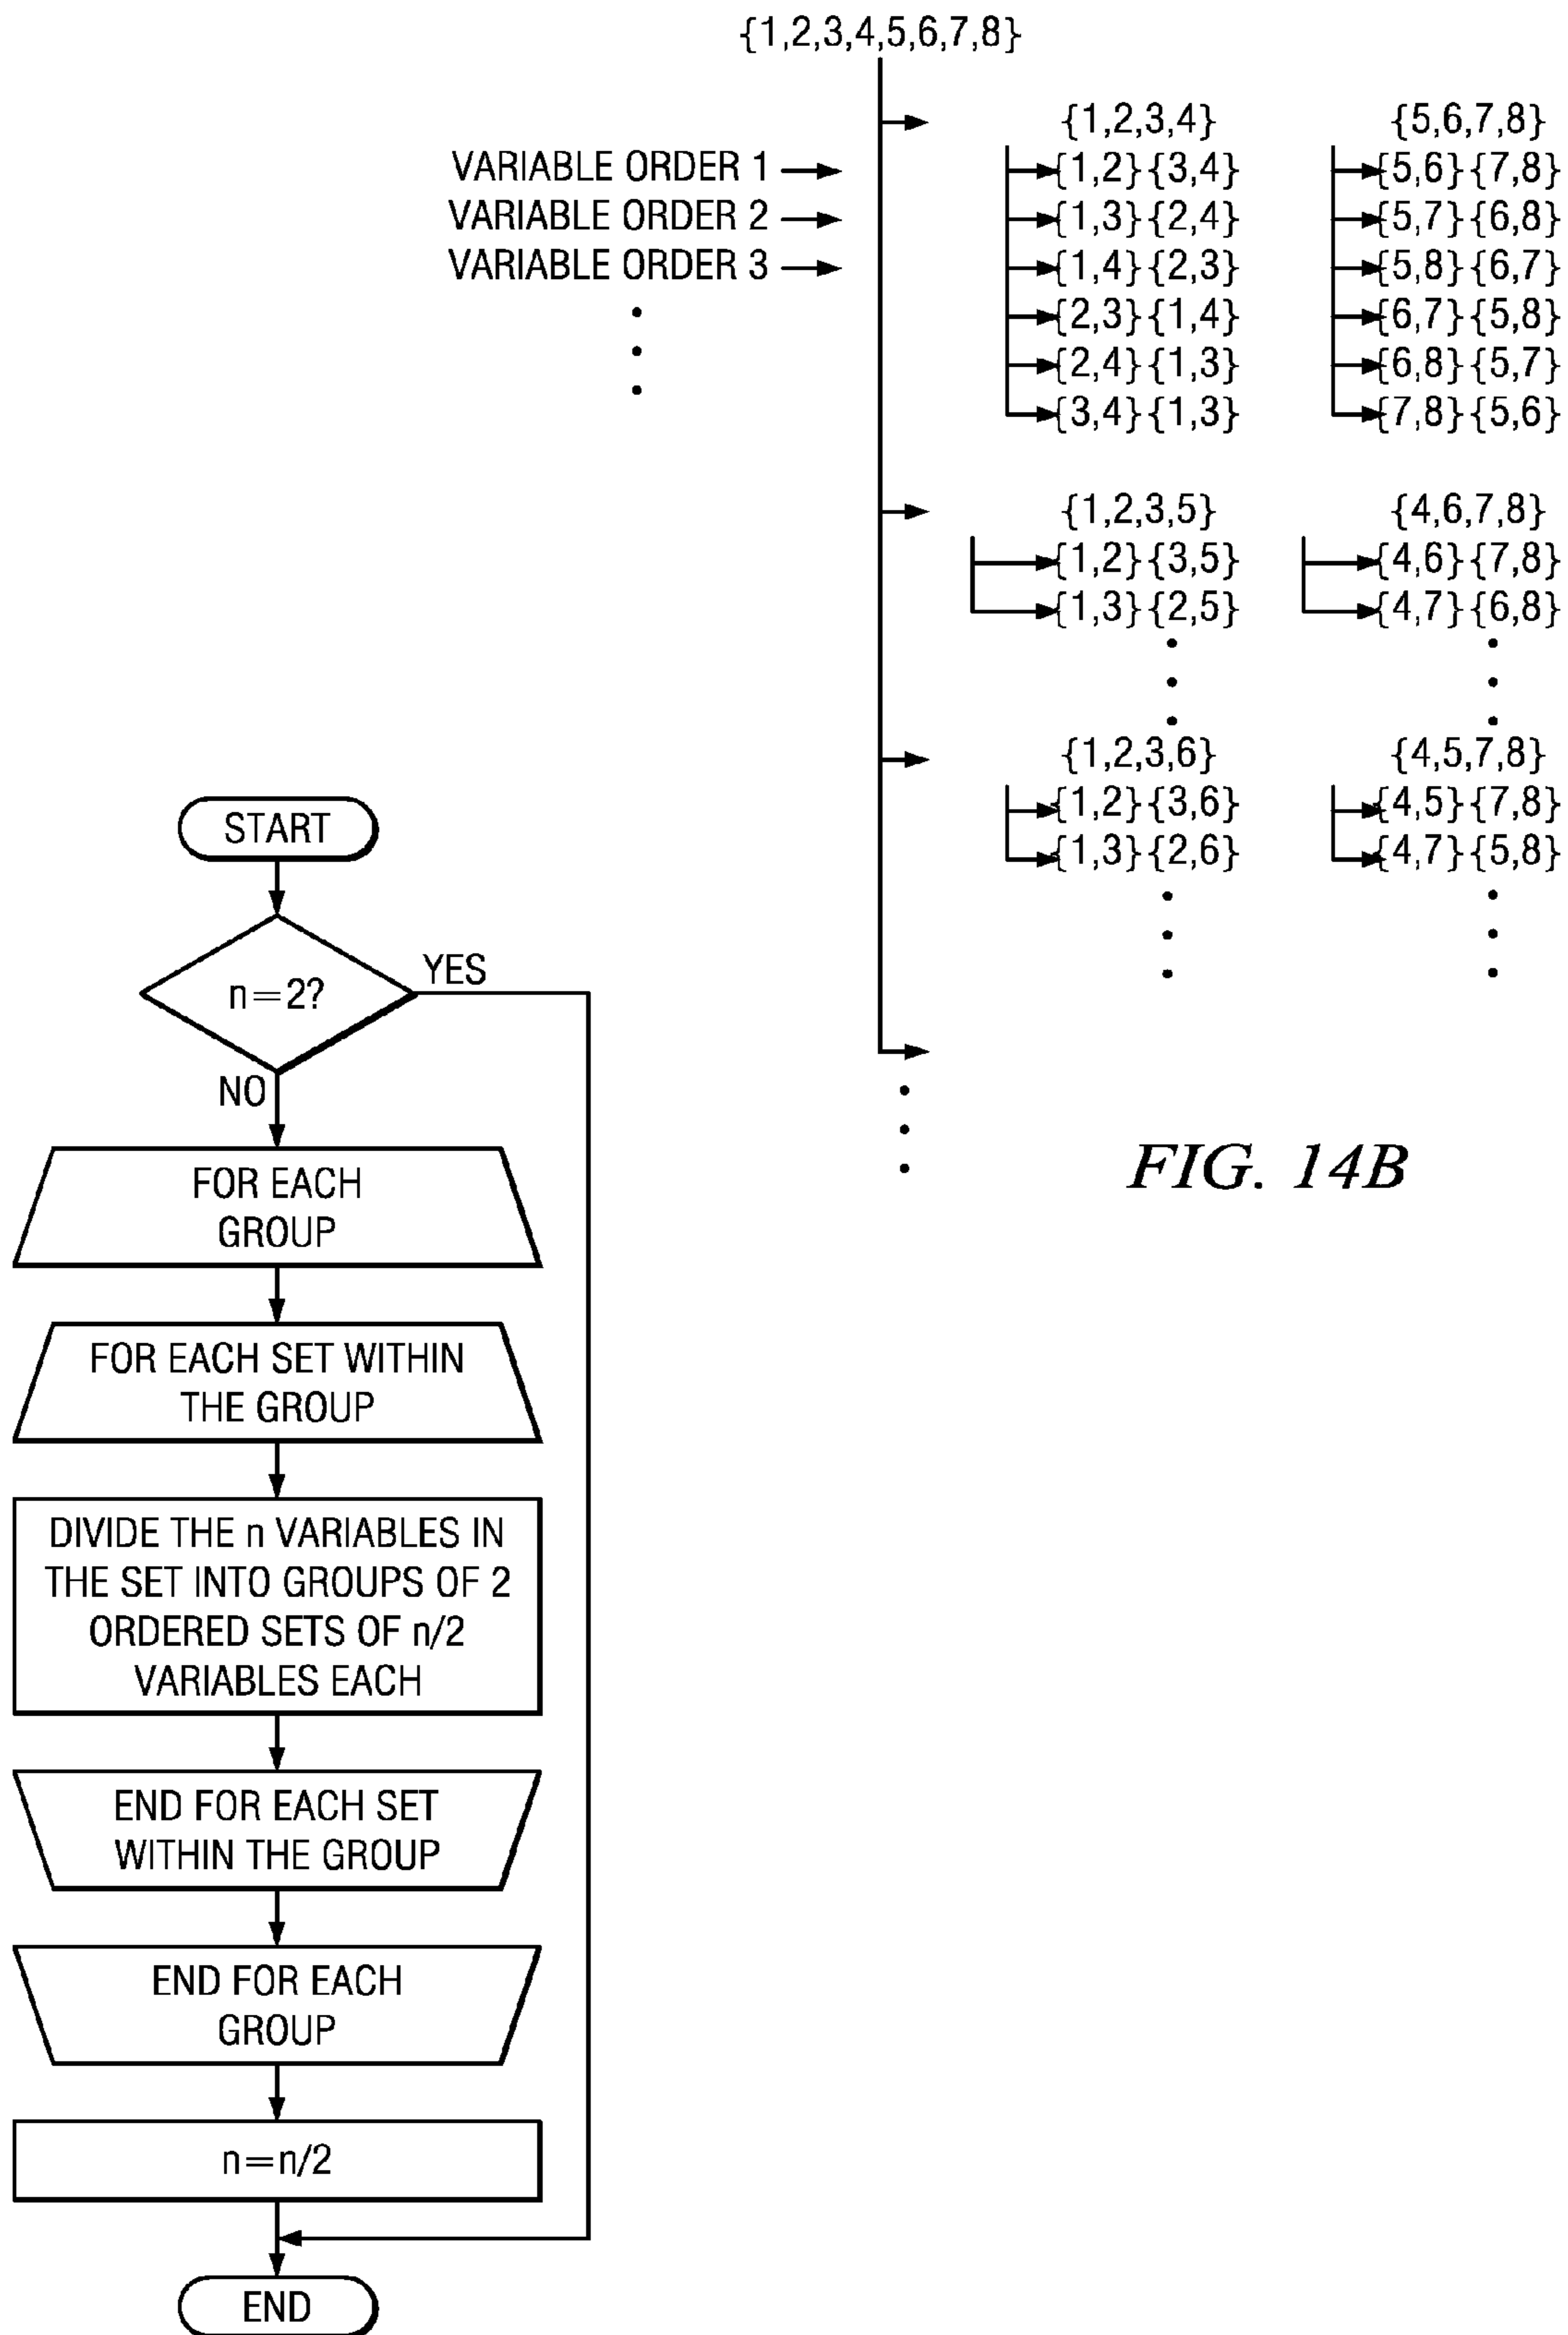 {1,2,3,4,5,6,7,8}
{1,2,3,4} {5,6,7,8}
VARIABLE ORDER 1 {1,2} {3,4} {5,6} {7,8}
VARIABLE ORDER 2 {1,3} {2,4} {5,7} {6,8}
VARIABLE ORDER 3 {1,4} {2,3} {5,8} {6,7}
{2,3} {1,4} {6,7} {5,8}
{2,4} {1,3} {6,8} {5,7}
{3,4} {1,3} {7,8} {5,6}
{1,2,3,5} {4,6,7,8}
{1,2} {3,5} {4,6} {7,8}
{1,3} {2,5} {4,7} {6,8}
{1,2,3,6} {4,5,7,8}
{1,2} {3,6} {4,5} {7,8}
{1,3} {2,6} {4,7} {5,8}
FIG. 14B
START
n=2?
YES
NO
FOR EACH
GROUP
FOR EACH SET WITHIN
THE GROUP
DIVIDE THE n VARIABLES IN
THE SET INTO GROUPS OF 2
ORDERED SETS OF n/2
VARIABLES EACH
END FOR EACH SET
WITHIN THE GROUP
END FOR EACH
GROUP
n=n/2
END